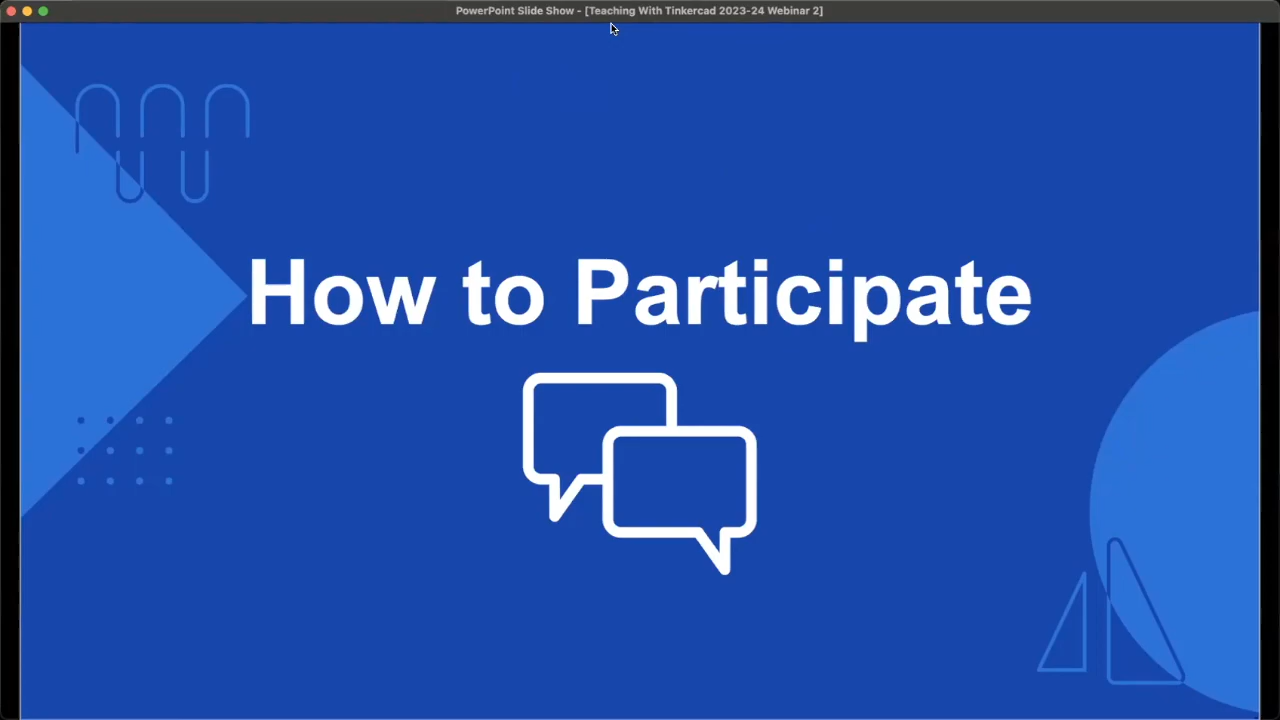 PowerPoint Slide Show - [Teaching With Tinkercad 2023-24 Webinar 2]
How to Participate